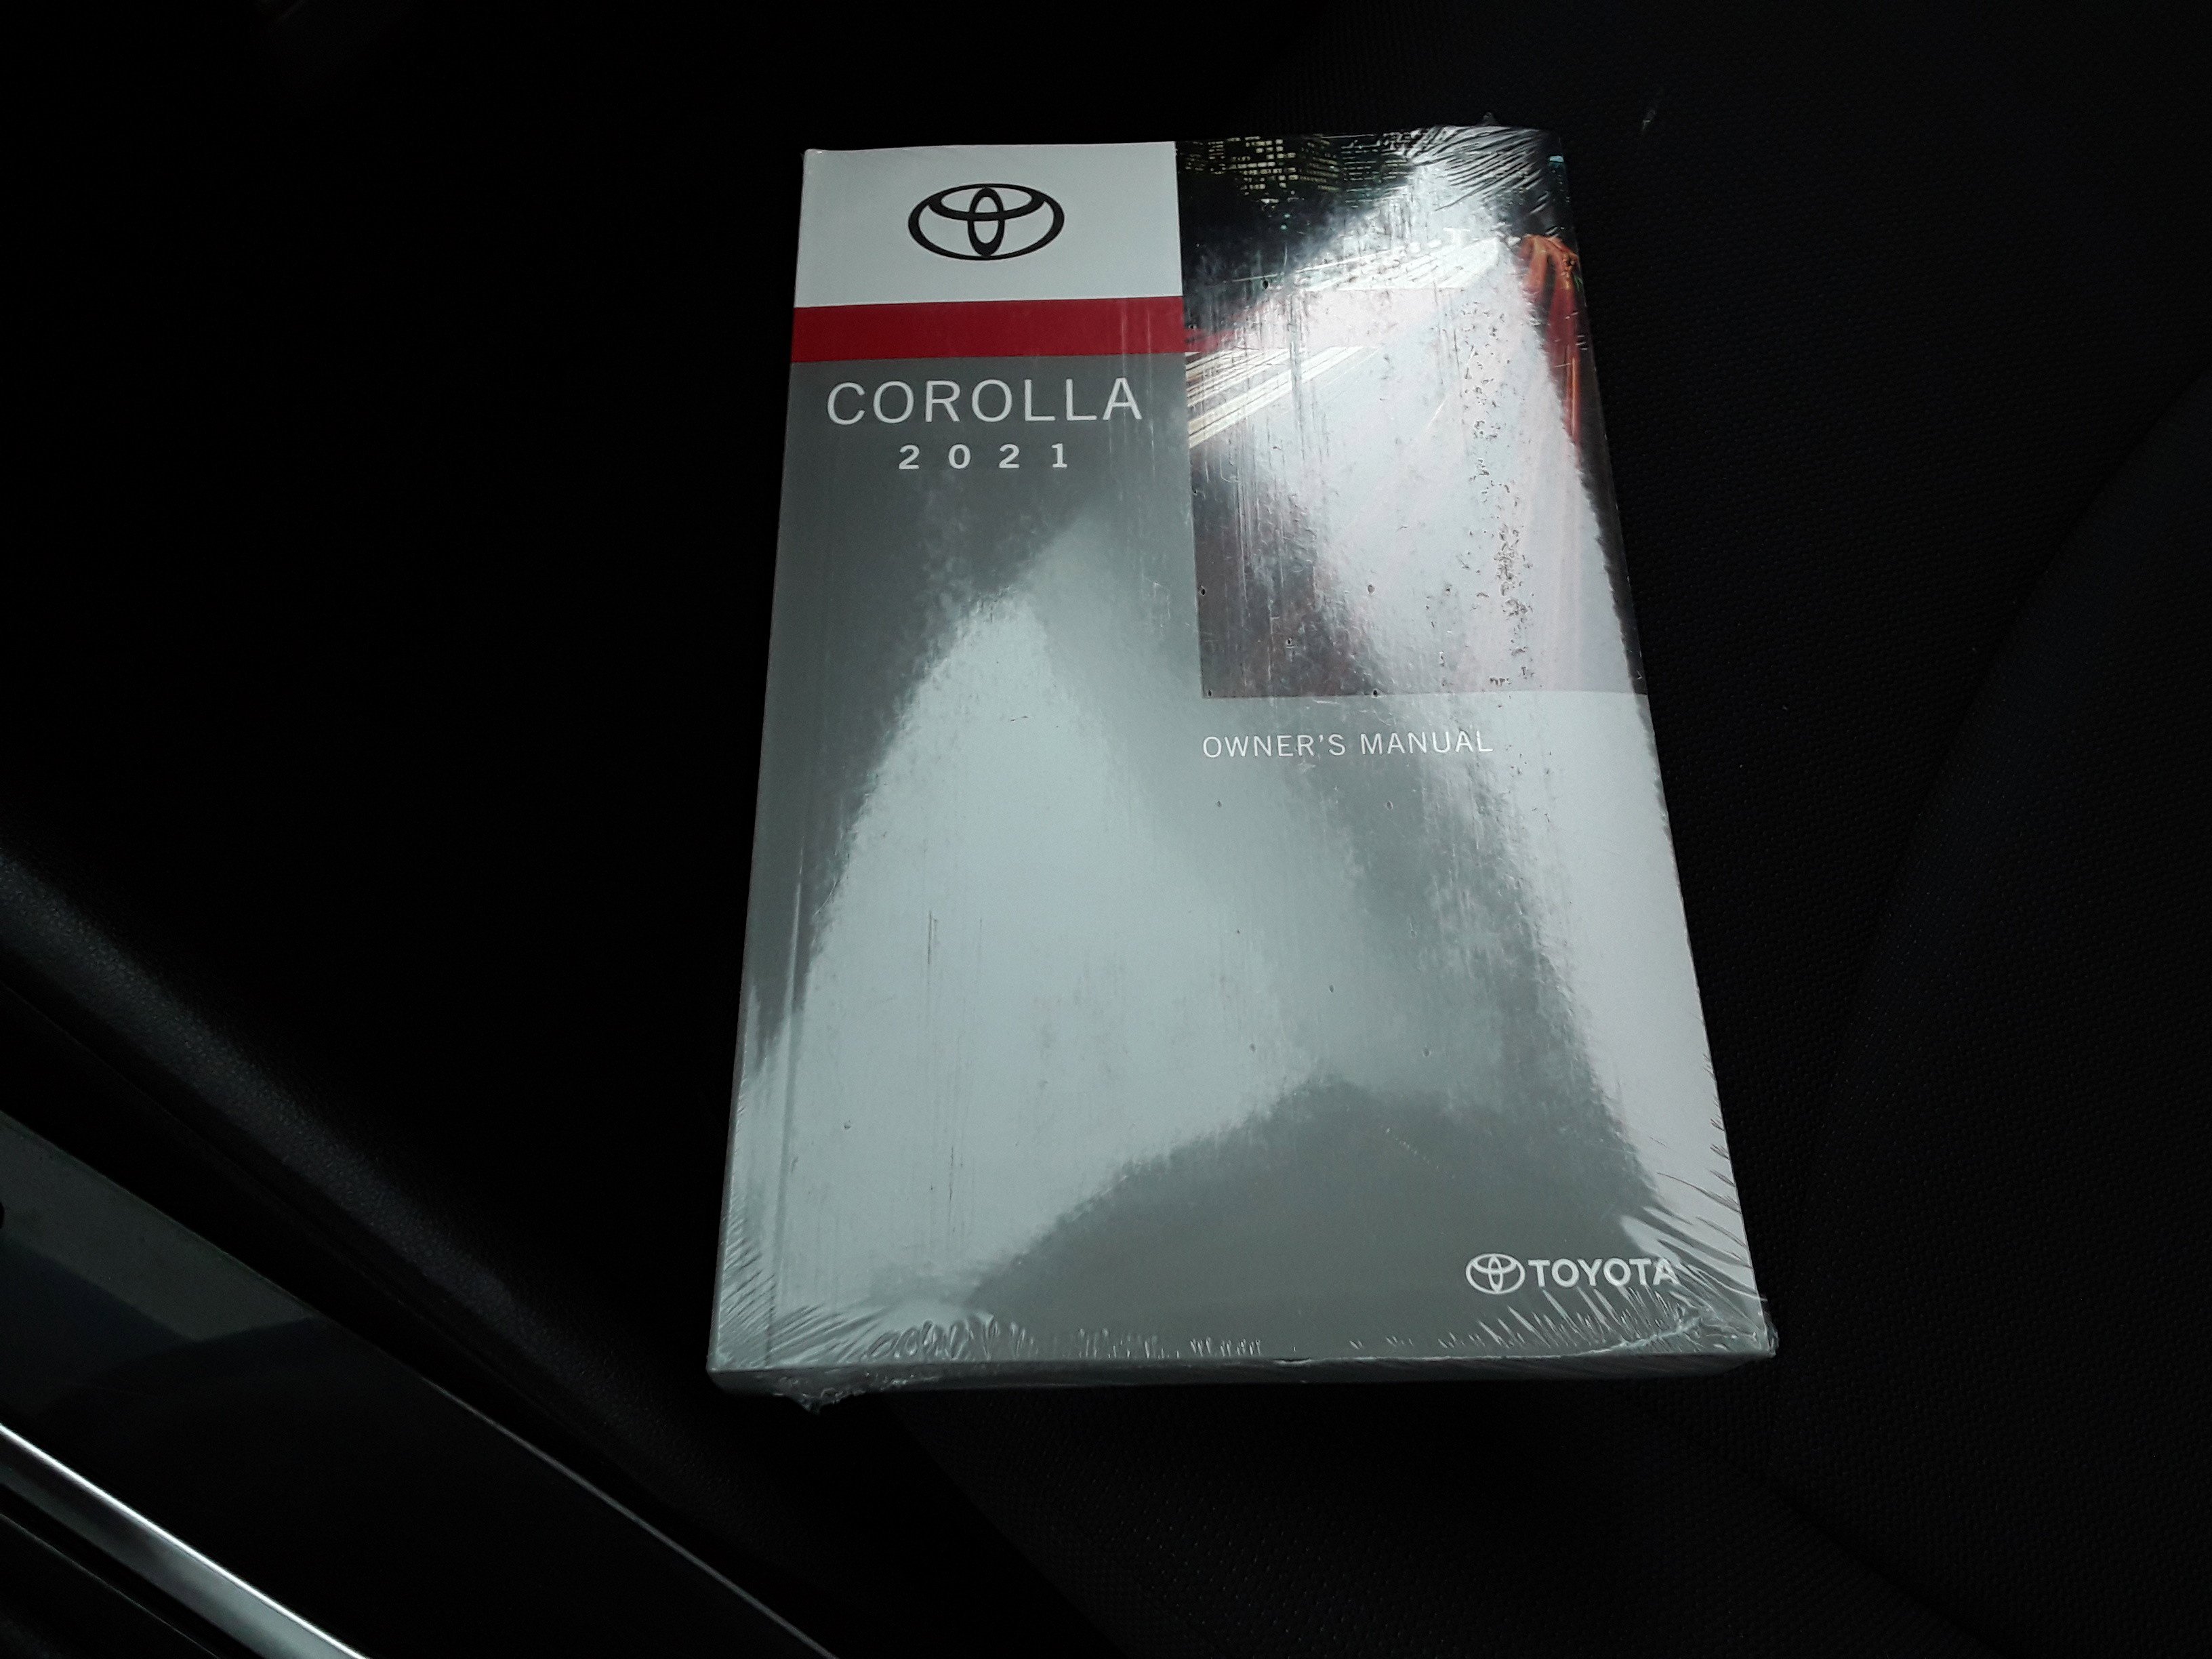 COROLLA
2021
OWNER'S MANUAL
TOYOTA